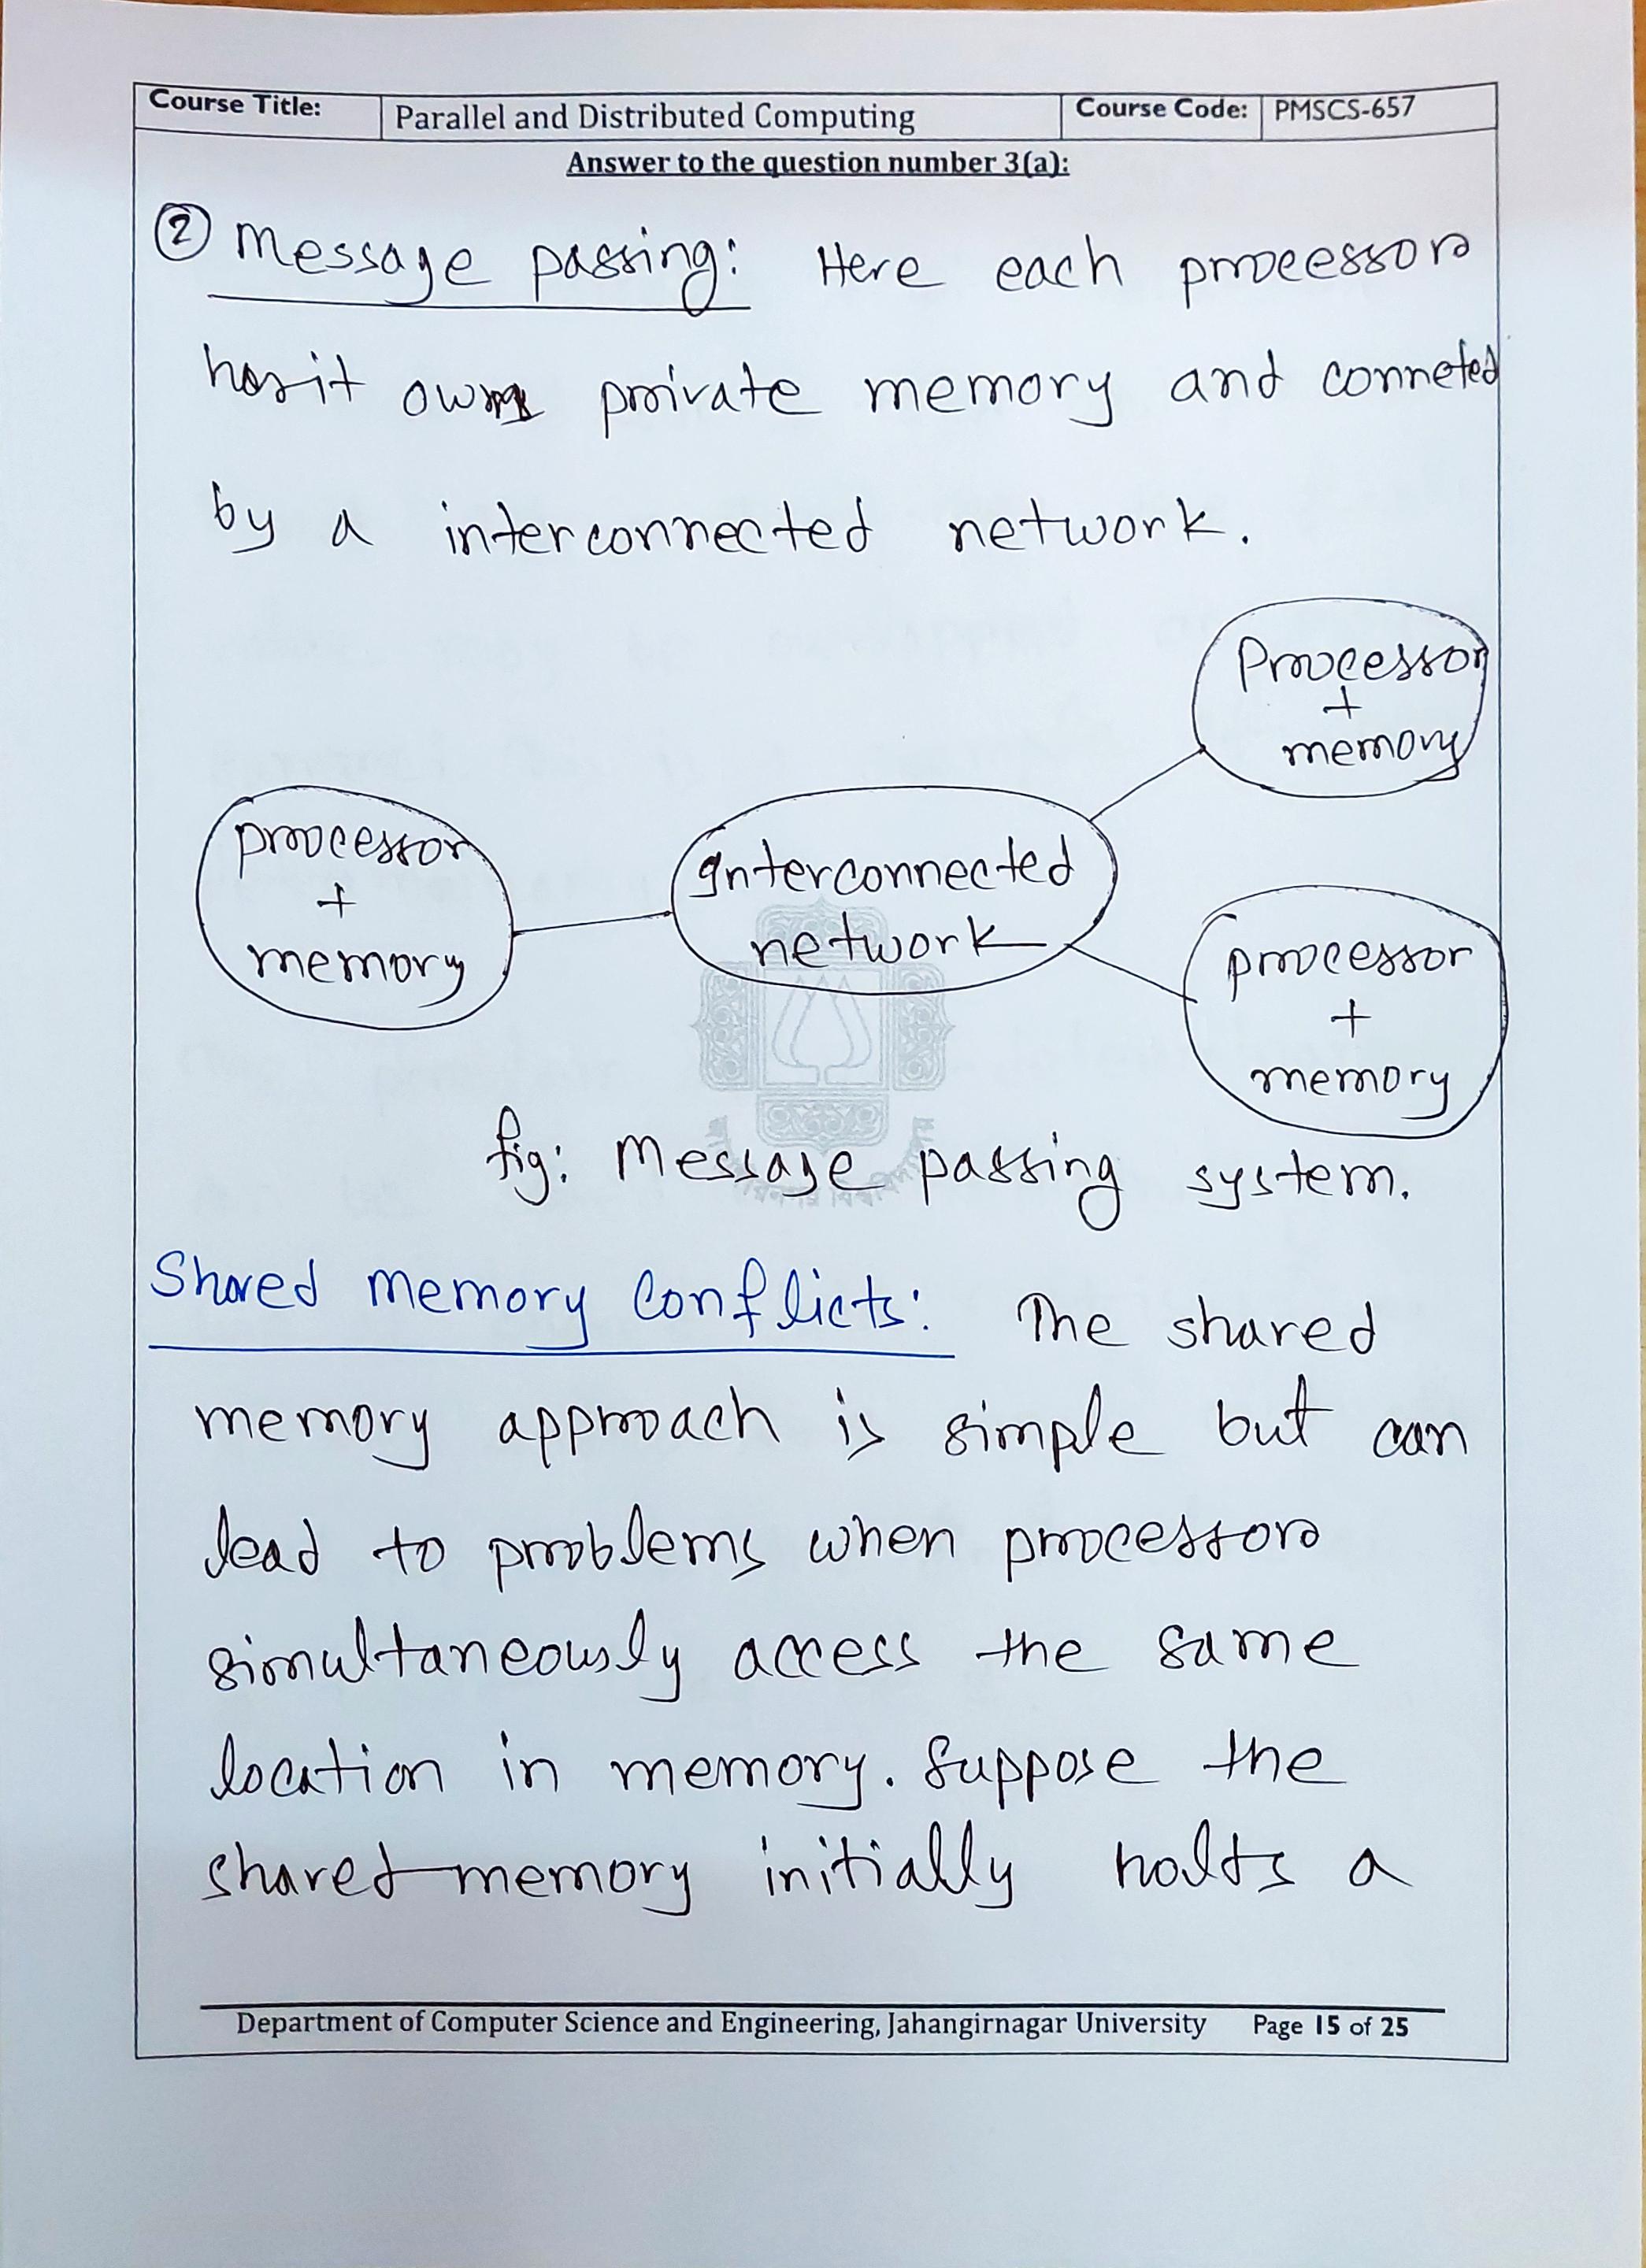 Course Title: Parallel and Distributed Computing Course Code: PMSCS-657
Answer to the question number 3(a):
② Message passing: Here each processor
has it own private memory and conneted
by a interconnected network.
Processor
+
memory
processor
+
memory
Interconnected
network
processor
+
memory
fig: Message passing system.
Shared memory Conflicts: The shared
memory approach is simple but can
lead to problems when processor
simultaneously access the same
location in memory. Suppose the
shared memory initially holds a
Department of Computer Science and Engineering, Jahangirnagar University Page 15 of 25